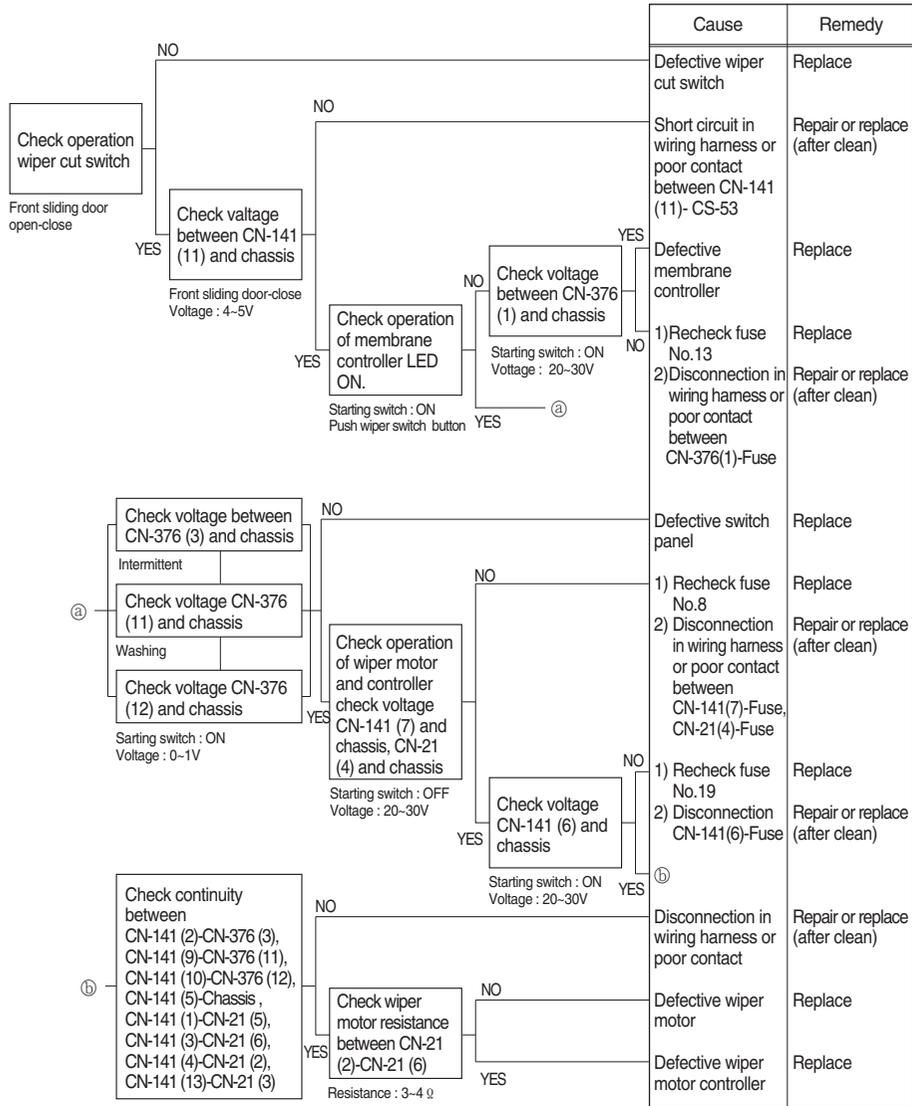 Cause
Remedy
NO
Defective wiper
cut switch
Replace
Check operation
wiper cut switch
Front sliding door
open-close
NO
Short circuit in
wiring harness or
poor contact
between CN-141
(11)- CS-53
Repair or replace
(after clean)
YES
Check valtage
between CN-141
(11) and chassis
Front sliding door-close
Voltage : 4~5V
YES
Defective
membrane
controller
Replace
NO
Check voltage
between CN-376
(1) and chassis
Starting switch : ON
Vottage : 20~30V
NO
1)Recheck fuse
No.13
Replace
2)Disconnection in
wiring harness or
poor contact
between
CN-376(1)-Fuse
Repair or replace
(after clean)
YES
Check operation
of membrane
controller LED
ON.
Starting switch : ON
Push wiper switch button
YES
ⓐ
ⓐ
Check voltage between
CN-376 (3) and chassis
Intermittent
Check voltage CN-376
(11) and chassis
Washing
Check voltage CN-376
(12) and chassis
Sarting switch : ON
Voltage : 0~1V
NO
Defective switch
panel
Replace
NO
1) Recheck fuse
No.8
Replace
2) Disconnection
in wiring harness
or poor contact
between
CN-141(7)-Fuse,
CN-21(4)-Fuse
Repair or replace
(after clean)
YES
Check operation
of wiper motor
and controller
check voltage
CN-141 (7) and
chassis, CN-21
(4) and chassis
Starting switch : OFF
Voltage : 20~30V
NO
1) Recheck fuse
No.19
Replace
2) Disconnection
CN-141(6)-Fuse
Repair or replace
(after clean)
YES
Check voltage
CN-141 (6) and
chassis
Starting switch : ON
Voltage : 20~30V
YES
ⓑ
ⓑ
Check continuity
between
CN-141 (2)-CN-376 (3),
CN-141 (9)-CN-376 (11),
CN-141 (10)-CN-376 (12),
CN-141 (5)-Chassis ,
CN-141 (1)-CN-21 (5),
CN-141 (3)-CN-21 (6),
CN-141 (4)-CN-21 (2),
CN-141 (13)-CN-21 (3)
NO
Disconnection in
wiring harness or
poor contact
Repair or replace
(after clean)
YES
Check wiper
motor resistance
between CN-21
(2)-CN-21 (6)
Resistance : 3~4 Ω
NO
Defective wiper
motor
Replace
YES
Defective wiper
motor controller
Replace